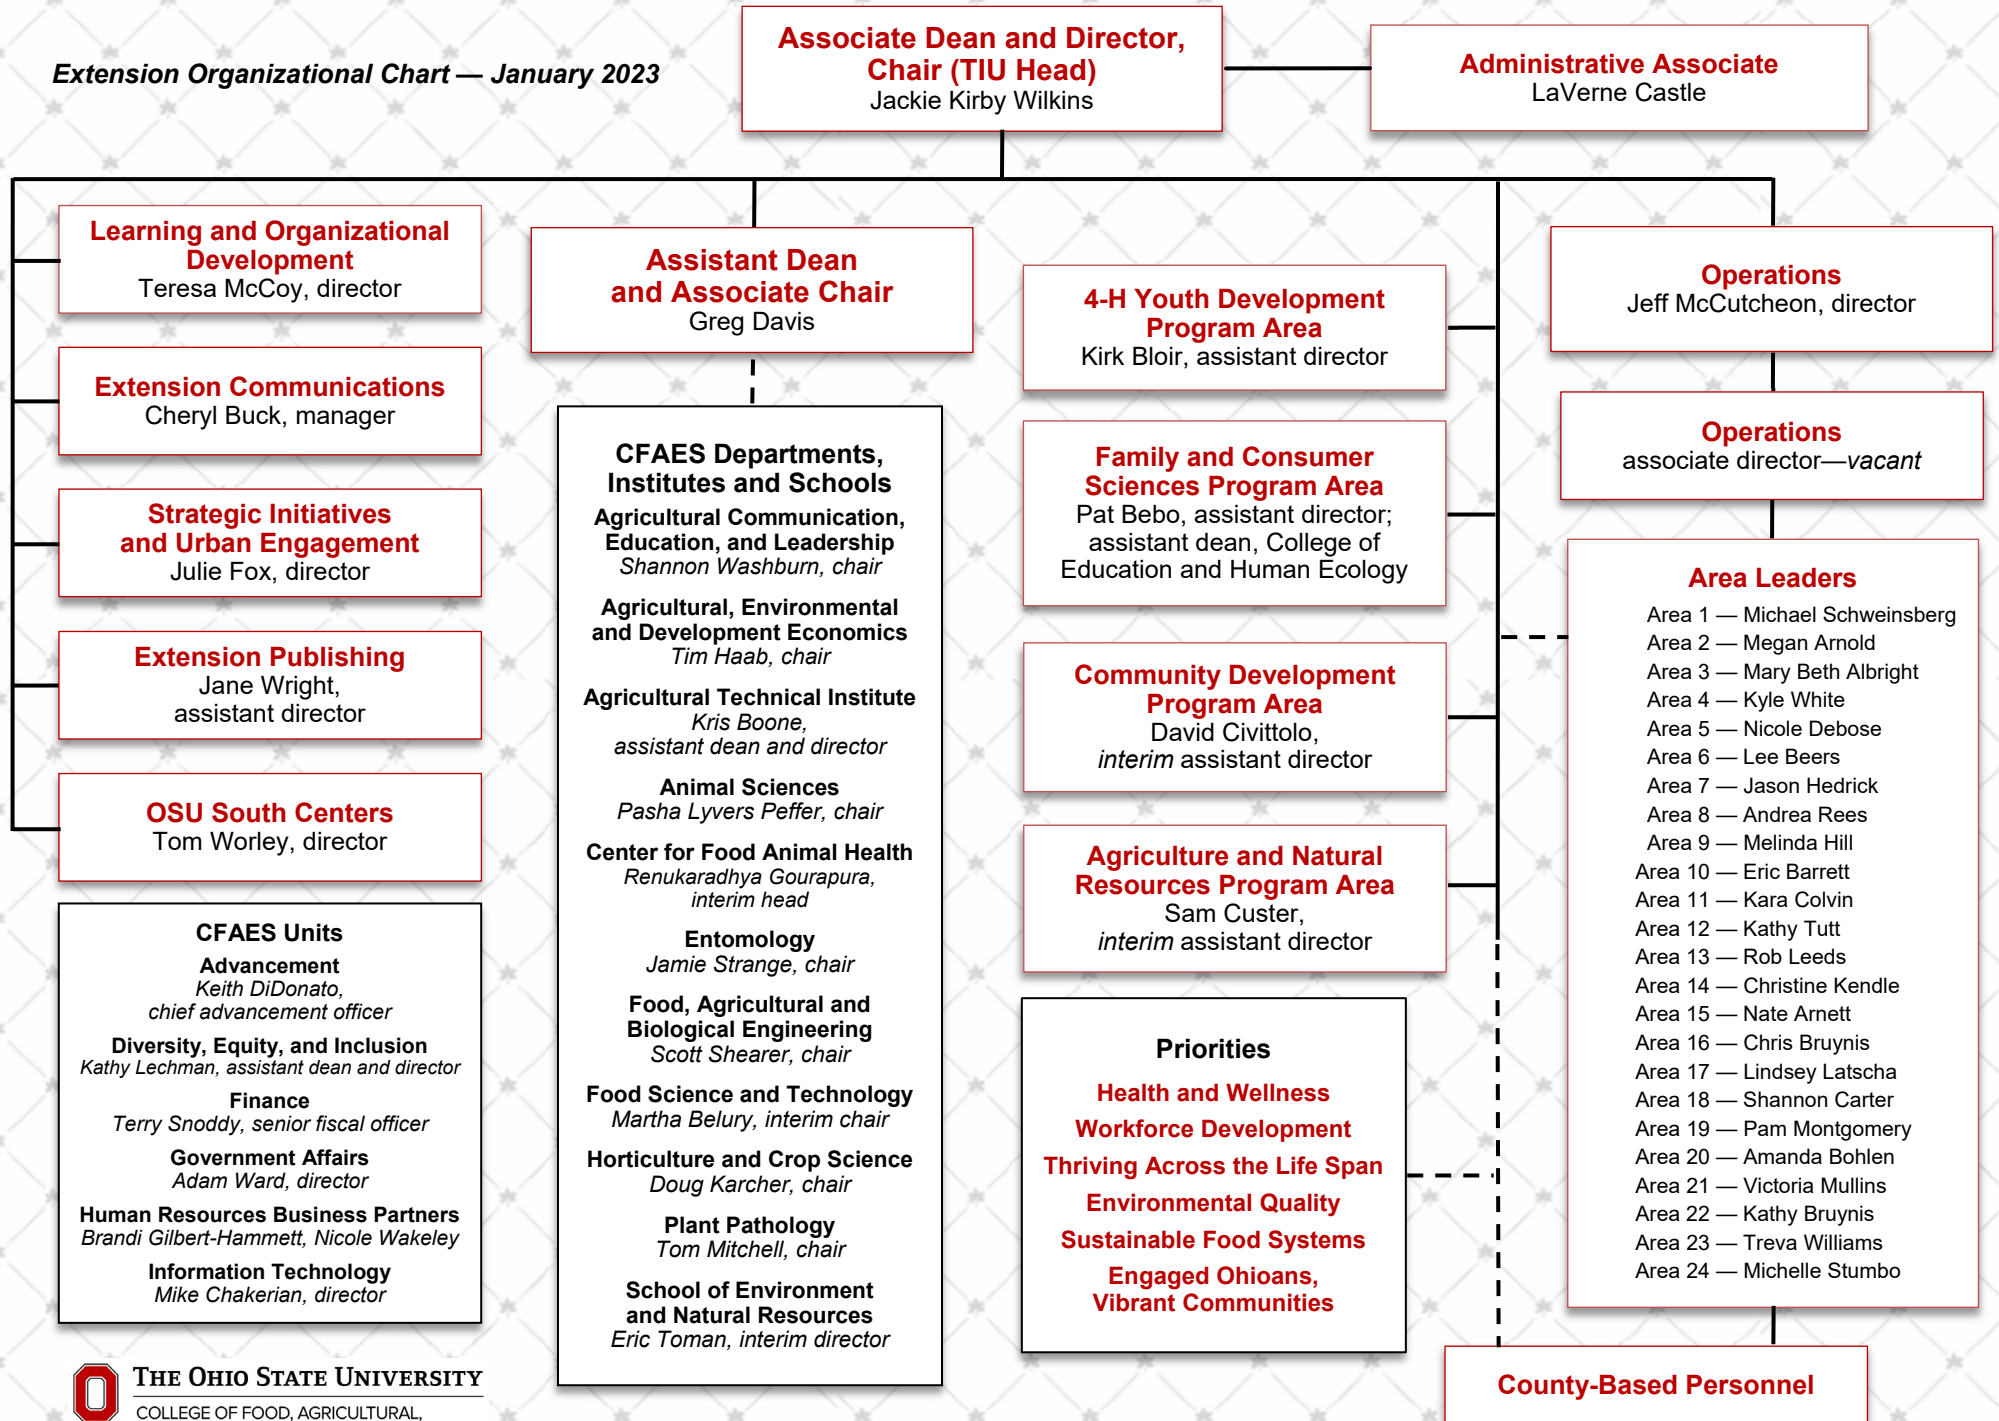 Extension Organizational Chart — January 2023
Associate Dean and Director,
Chair (TIU Head)
Jackie Kirby Wilkins
Administrative Associate
LaVerne Castle
Learning and Organizational
Development
Teresa McCoy, director
Extension Communications
Cheryl Buck, manager
Strategic Initiatives
and Urban Engagement
Julie Fox, director
Extension Publishing
Jane Wright,
assistant director
OSU South Centers
Tom Worley, director
CFAES Units
Advancement
Keith DiDonato,
chief advancement officer
Diversity, Equity, and Inclusion
Kathy Lechman, assistant dean and director
Finance
Terry Snoddy, senior fiscal officer
Government Affairs
Adam Ward, director
Human Resources Business Partners
Brandi Gilbert-Hammett, Nicole Wakeley
Information Technology
Mike Chakerian, director
Assistant Dean
and Associate Chair
Greg Davis
CFAES Departments,
Institutes and Schools
Agricultural Communication,
Education, and Leadership
Shannon Washburn, chair
Agricultural, Environmental
and Development Economics
Tim Haab, chair
Agricultural Technical Institute
Kris Boone,
assistant dean and director
Animal Sciences
Pasha Lyvers Peffer, chair
Center for Food Animal Health
Renukaradhya Gourapura,
interim head
Entomology
Jamie Strange, chair
Food, Agricultural and
Biological Engineering
Scott Shearer, chair
Food Science and Technology
Martha Belury, interim chair
Horticulture and Crop Science
Doug Karcher, chair
Plant Pathology
Tom Mitchell, chair
School of Environment
and Natural Resources
Eric Toman, interim director
4-H Youth Development
Program Area
Kirk Bloir, assistant director
Family and Consumer
Sciences Program Area
Pat Bebo, assistant director;
assistant dean, College of
Education and Human Ecology
Community Development
Program Area
David Civittolo,
interim assistant director
Agriculture and Natural
Resources Program Area
Sam Custer,
interim assistant director
Priorities
Health and Wellness
Workforce Development
Thriving Across the Life Span
Environmental Quality
Sustainable Food Systems
Engaged Ohioans,
Vibrant Communities
Operations
Jeff McCutcheon, director
Operations
associate director—vacant
Area Leaders
Area 1 — Michael Schweinsberg
Area 2 — Megan Arnold
Area 3 — Mary Beth Albright
Area 4 — Kyle White
Area 5 — Nicole Debose
Area 6 — Lee Beers
Area 7 — Jason Hedrick
Area 8 — Andrea Rees
Area 9 — Melinda Hill
Area 10 — Eric Barrett
Area 11 — Kara Colvin
Area 12 — Kathy Tutt
Area 13 — Rob Leeds
Area 14 — Christine Kendle
Area 15 — Nate Arnett
Area 16 — Chris Bruynis
Area 17 — Lindsey Latscha
Area 18 — Shannon Carter
Area 19 — Pam Montgomery
Area 20 — Amanda Bohlen
Area 21 — Victoria Mullins
Area 22 — Kathy Bruynis
Area 23 — Treva Williams
Area 24 — Michelle Stumbo
County-Based Personnel
THE OHIO STATE UNIVERSITY
COLLEGE OF FOOD, AGRICULTURAL,